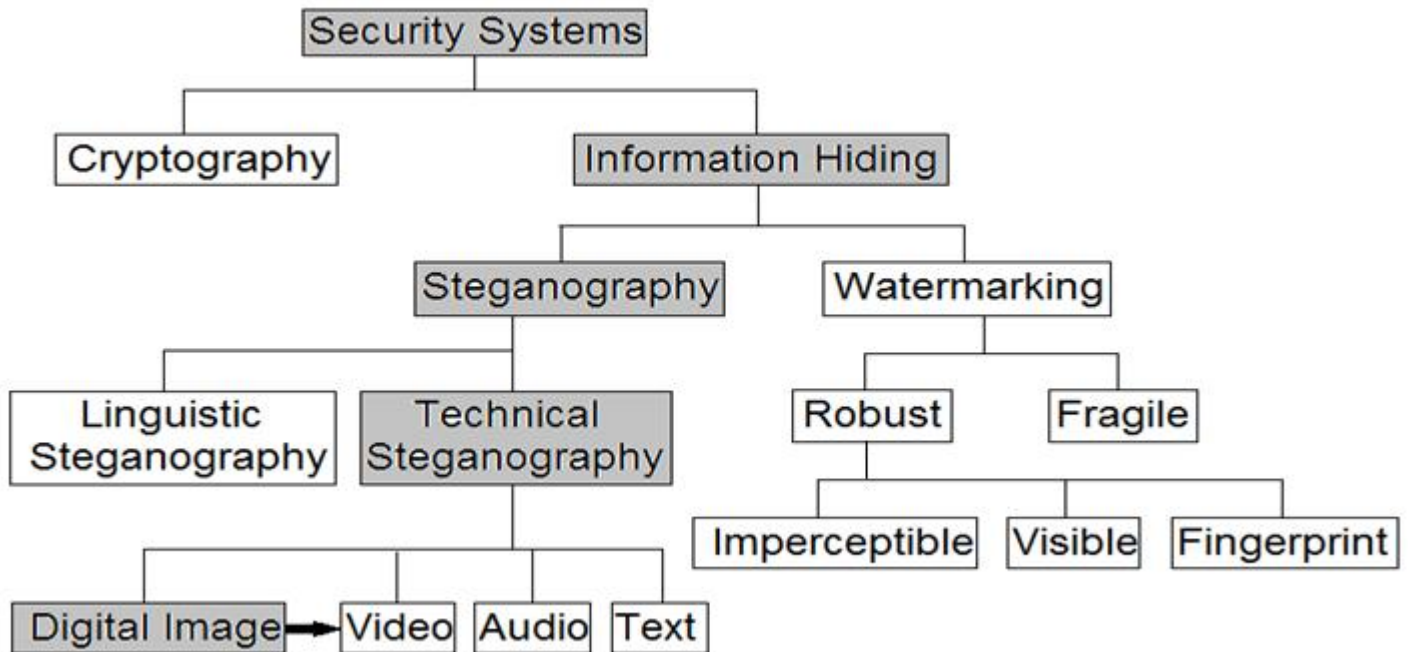 Security Systems
Cryptography
Information Hiding
Steganography
Watermarking
Linguistic
Steganography
Technical
Steganography
Robust
Fragile
Imperceptible
Visible
Fingerprint
Digital Image
Video
Audio
Text